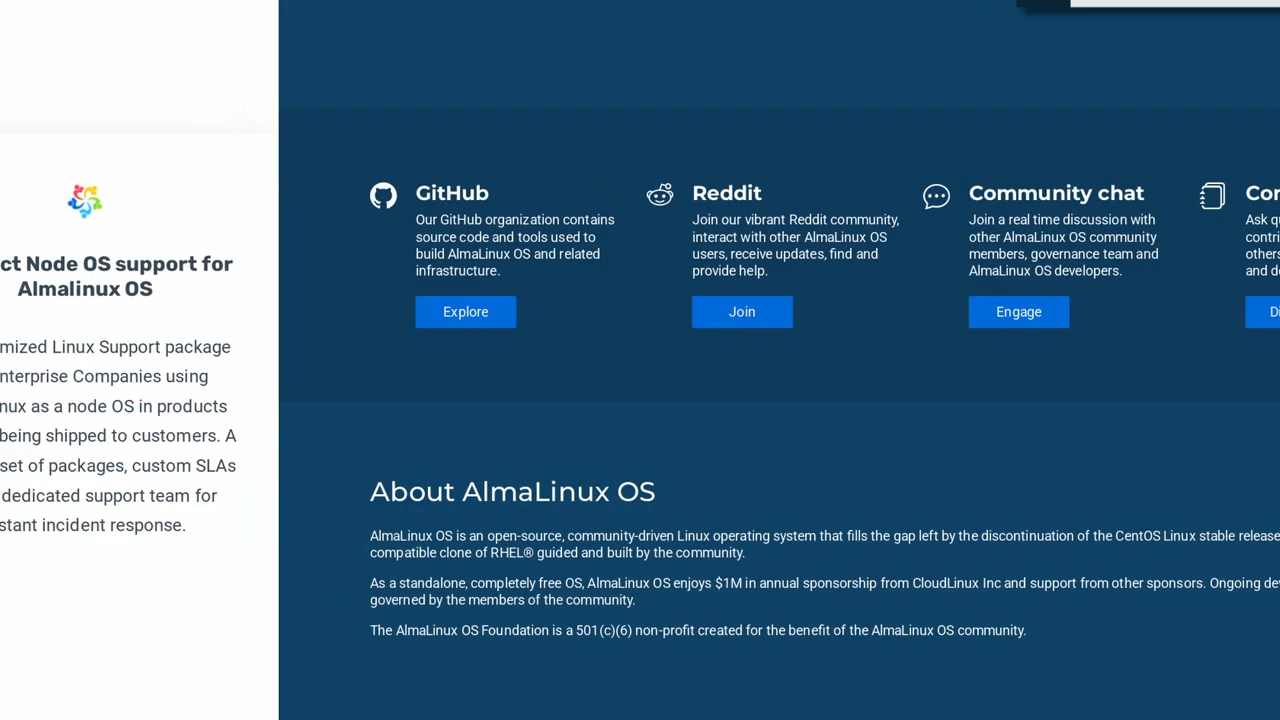 ct Node OS support for
Almalinux OS
mized Linux Support package
nterprise Companies using
nux as a node OS in products
being shipped to customers. A
set of packages, custom SLAs
dedicated support team for
stant incident response.
GitHub
Our GitHub organization contains
source code and tools used to
build AlmaLinux OS and related
infrastructure.
Explore
Reddit
Join our vibrant Reddit community,
interact with other AlmaLinux OS
users, receive updates, find and
provide help.
Join
Community chat
Join a real time discussion with
other AlmaLinux OS community
members, governance team and
AlmaLinux OS developers.
Engage
Ask
others
About AlmaLinux OS
AlmaLinux OS is an open-source, community-driven Linux operating system that fills the gap left by the discontinuation of the CentOS Linux stable release
compatible clone of RHEL® guided and built by the community.
As a standalone, completely free OS, AlmaLinux OS enjoys $1M in annual sponsorship from CloudLinux Inc and support from other sponsors. Ongoing de
governed by the members of the community.
The AlmaLinux OS Foundation is a 501(c)(6) non-profit created for the benefit of the AlmaLinux OS community.